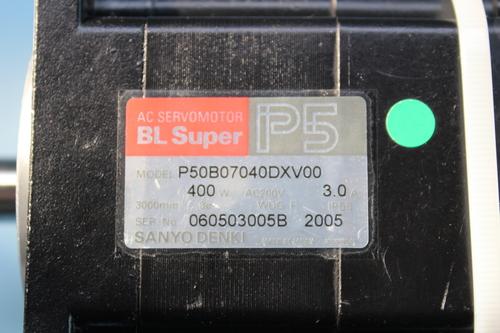 AC SERVOMOTOR
BL Super P5
MODEL P50B07040DXV00
400 W AC200V 3.0 A
3000min
SER.No. 060503005B 2005
SANYO DENKI